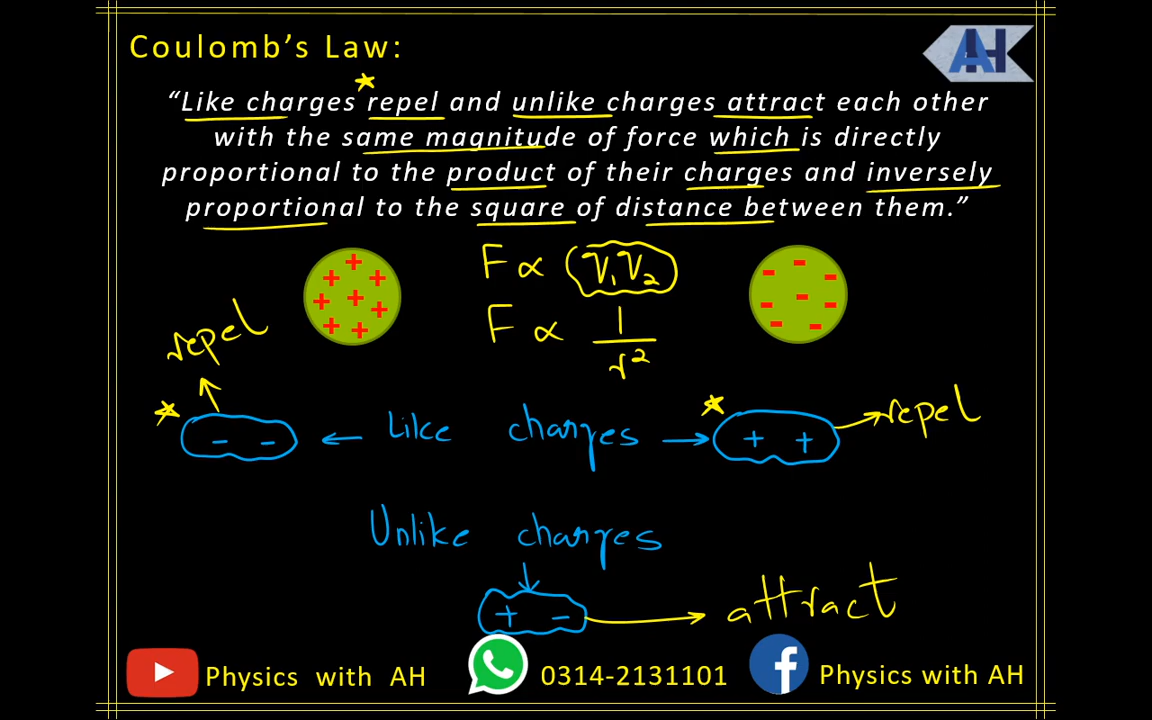 Coulomb's Law:
AH
"Like charges repel and unlike charges attract each other
with the same magnitude of force which is directly
proportional to the product of their charges and inversely
proportional to the square of distance between them."
F ∝ q₁q₂
F ∝ 1/r²
repel
- - ← Like charges → + + → repel
Unlike charges
+ - → attract
Physics with AH 0314-2131101 Physics with AH